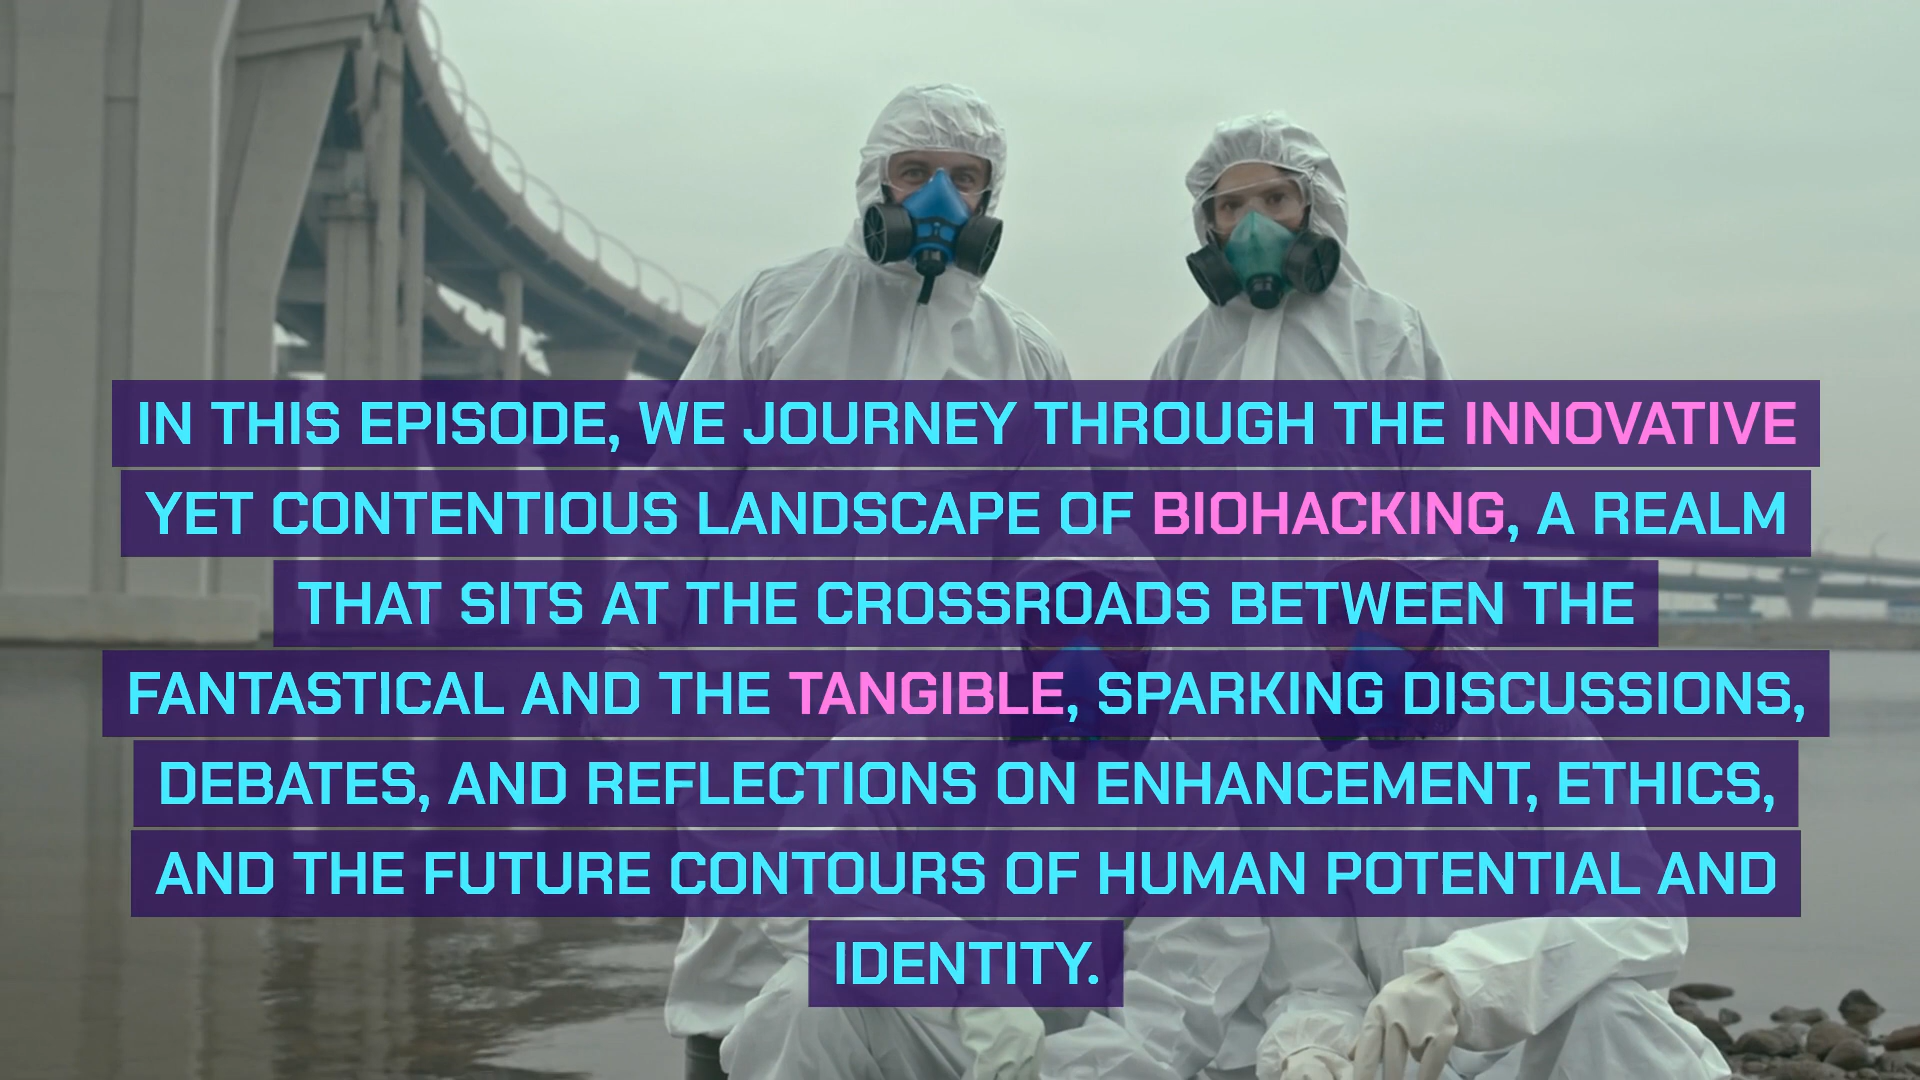 IN THIS EPISODE, WE JOURNEY THROUGH THE INNOVATIVE
YET CONTENTIOUS LANDSCAPE OF BIOHACKING, A REALM
THAT SITS AT THE CROSSROADS BETWEEN THE
FANTASTICAL AND THE TANGIBLE, SPARKING DISCUSSIONS,
DEBATES, AND REFLECTIONS ON ENHANCEMENT, ETHICS,
AND THE FUTURE CONTOURS OF HUMAN POTENTIAL AND
IDENTITY.